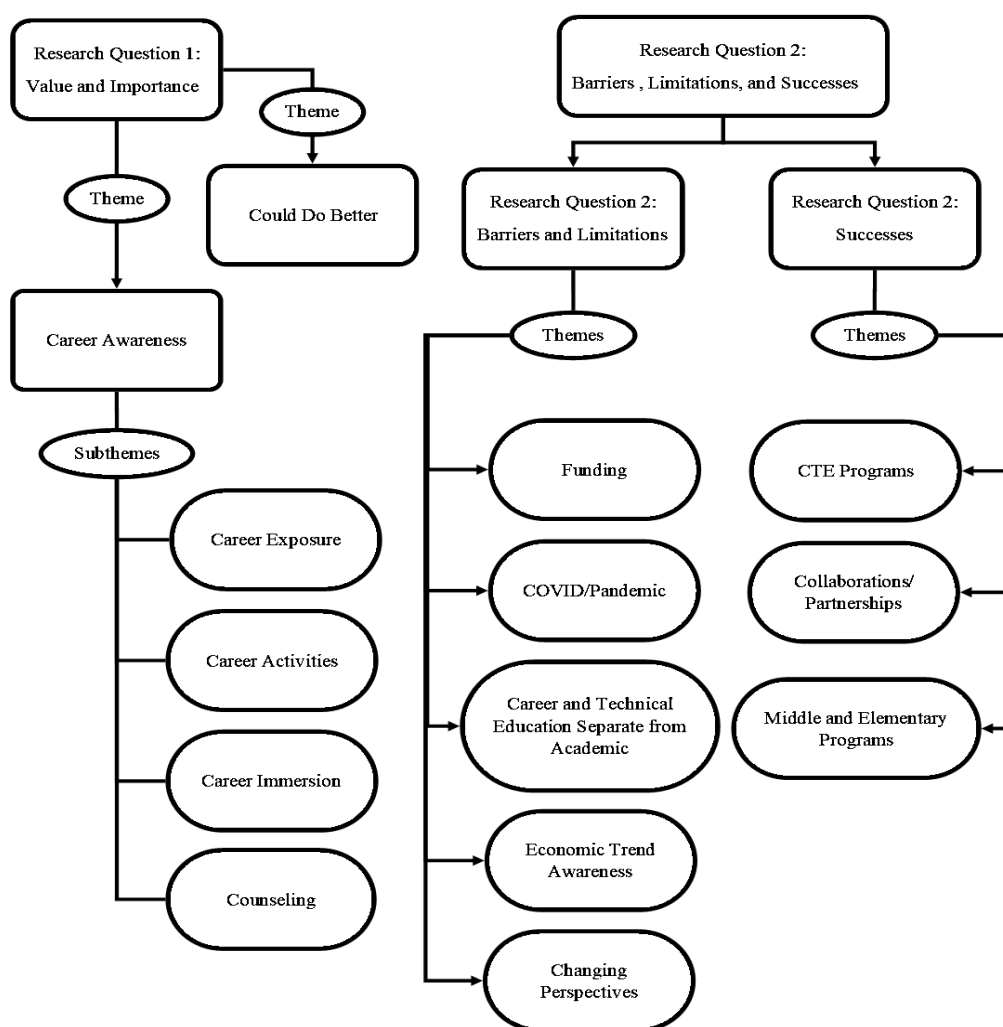 Research Question 1:
Value and Importance
Theme
Could Do Better
Theme
Career Awareness
Subthemes
Career Exposure
Career Activities
Career Immersion
Counseling
Research Question 2:
Barriers , Limitations, and Successes
Research Question 2:
Barriers and Limitations
Themes
Funding
COVID/Pandemic
Career and Technical
Education Separate from
Academic
Economic Trend
Awareness
Changing
Perspectives
Research Question 2:
Successes
Themes
CTE Programs
Collaborations/
Partnerships
Middle and Elementary
Programs